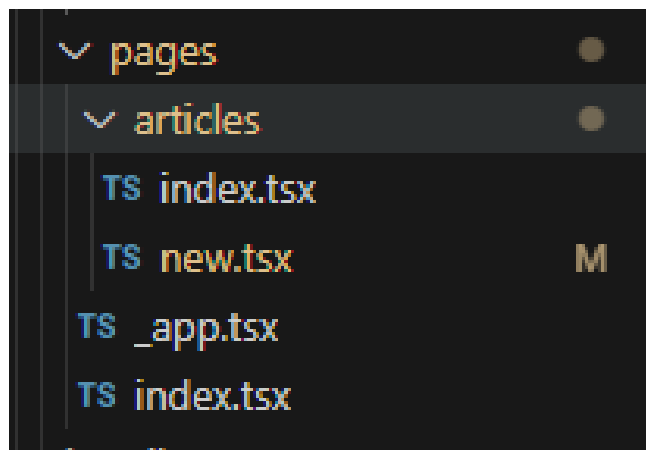 pages
articles
TS index.tsx
TS new.tsx M
TS _app.tsx
TS index.tsx